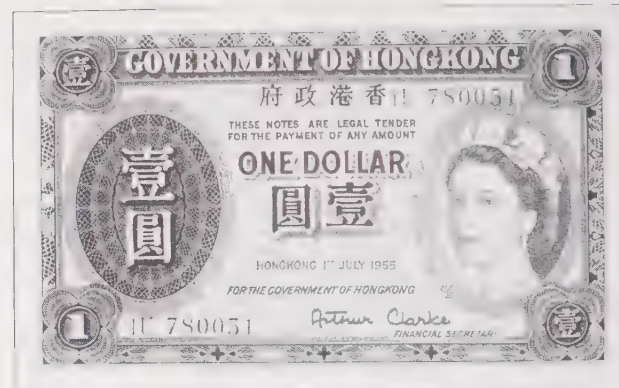 壹 GOVERNMENT OF HONGKONG 1
府政港香 780051
THESE NOTES ARE LEGAL TENDER
FOR THE PAYMENT OF ANY AMOUNT
ONE DOLLAR
圓壹
壹圓
HONGKONG 1ST JULY 1955
FOR THE GOVERNMENT OF HONGKONG
1 780051 Arthur Clarke 壹
FINANCIAL SECRETARY